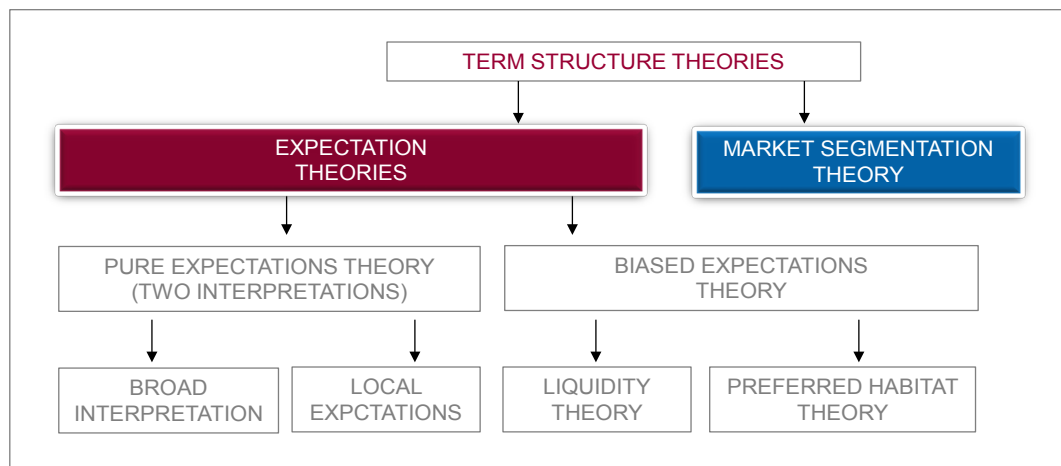 TERM STRUCTURE THEORIES
EXPECTATION
THEORIES
MARKET SEGMENTATION
THEORY
PURE EXPECTATIONS THEORY
(TWO INTERPRETATIONS)
BIASED EXPECTATIONS
THEORY
BROAD
INTERPRETATION
LOCAL
EXPCTATIONS
LIQUIDITY
THEORY
PREFERRED HABITAT
THEORY